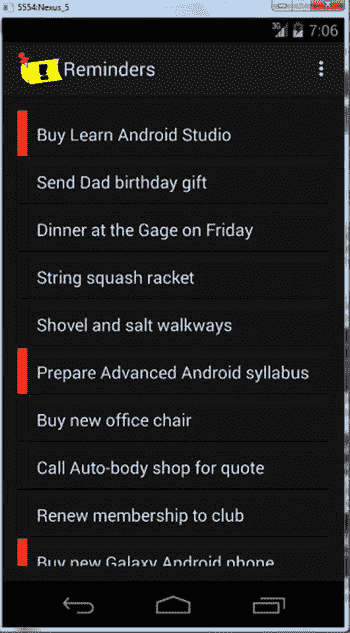 5554:Nexus_5
3G 7:06
Reminders
Buy Learn Android Studio
Send Dad birthday gift
Dinner at the Gage on Friday
String squash racket
Shovel and salt walkways
Prepare Advanced Android syllabus
Buy new office chair
Call Auto-body shop for quote
Renew membership to club
Buy new Galaxy Android phone